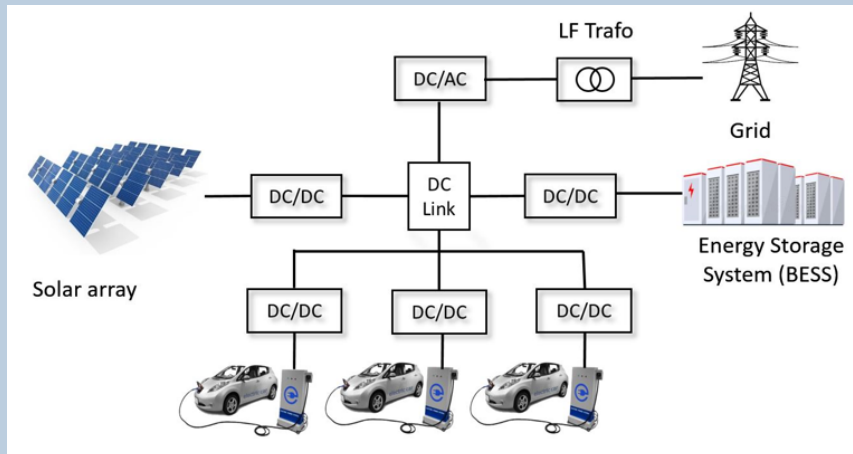 LF Trafo
DC/AC
Grid
DC/DC
DC
Link
DC/DC
Solar array
Energy Storage
System (BESS)
DC/DC
DC/DC
DC/DC